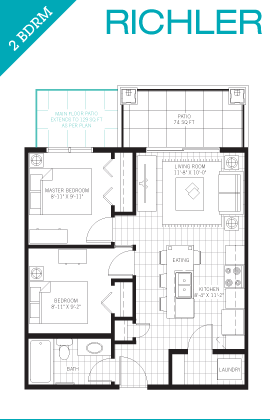 2 BDRM
RICHLER
MAIN FLOOR PATIO
EXTENDS TO 129 SQ FT
AS PER PLAN
PATIO
74 SQ FT
LIVING ROOM
11'-8" X 10'-0"
MASTER BEDROOM
8'-11" X 9'-11"
EATING
KITCHEN
8'-0" X 11'-2"
BEDROOM
8'-11" X 9'-2"
BATH
LAUNDRY